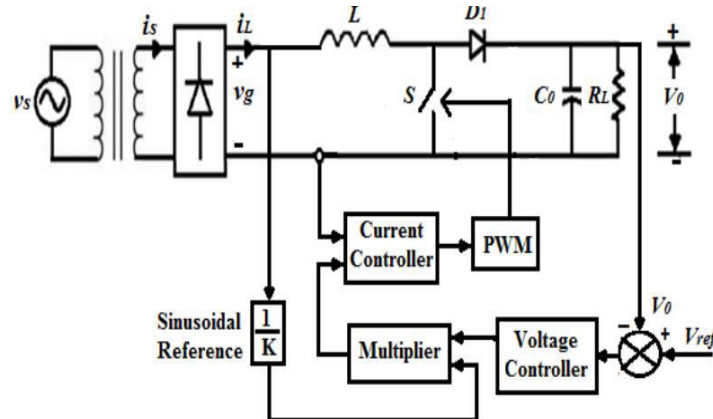 is
iL
L
D1
+
vs
vg
-
S
C0
RL
+
V0
-
Current
Controller
PWM
Sinusoidal
Reference
1
K
Multiplier
Voltage
Controller
V0
-
+
Vref